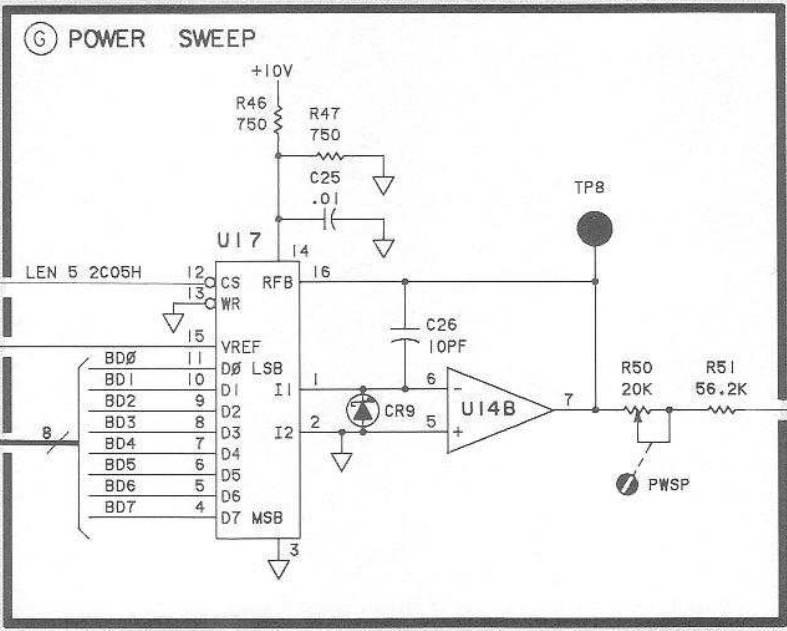 G POWER SWEEP
+10V
R46
750
R47
750
C25
.01
TP8
U17
14
LEN 5 2C05H
12
CS
RFB
16
13
WR
15
VREF
C26
10PF
BDØ
11
DØ LSB
BD1
10
D1
I1
1
6
-
BD2
9
D2
CR9
U14B
7
R50
20K
R51
56.2K
BD3
8
D3
I2
2
5
+
8
BD4
7
D4
BD5
6
D5
BD6
5
D6
PWSP
BD7
4
D7 MSB
3